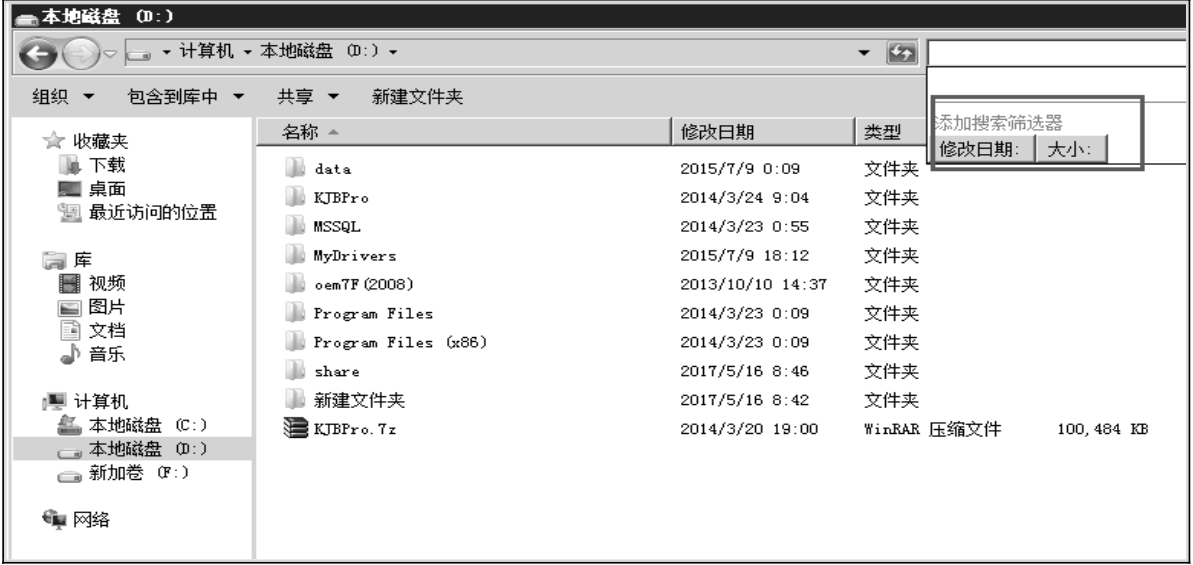 本地磁盘 (D:)
计算机 本地磁盘 (D:)
组织 包含到库中 共享 新建文件夹
添加搜索筛选器
修改日期: 大小:
收藏夹
下载
桌面
最近访问的位置
库
视频
图片
文档
音乐
计算机
本地磁盘 (C:)
本地磁盘 (D:)
新加卷 (F:)
网络
名称 修改日期 类型
data 2015/7/9 0:09 文件夹
KJBPro 2014/3/24 9:04 文件夹
MSSQL 2014/3/23 0:55 文件夹
MyDrivers 2015/7/9 18:12 文件夹
oem7F(2008) 2013/10/10 14:37 文件夹
Program Files 2014/3/23 0:09 文件夹
Program Files (x86) 2014/3/23 0:09 文件夹
share 2017/5/16 8:46 文件夹
新建文件夹 2017/5/16 8:42 文件夹
KJBPro.7z 2014/3/20 19:00 WinRAR 压缩文件 100,484 KB